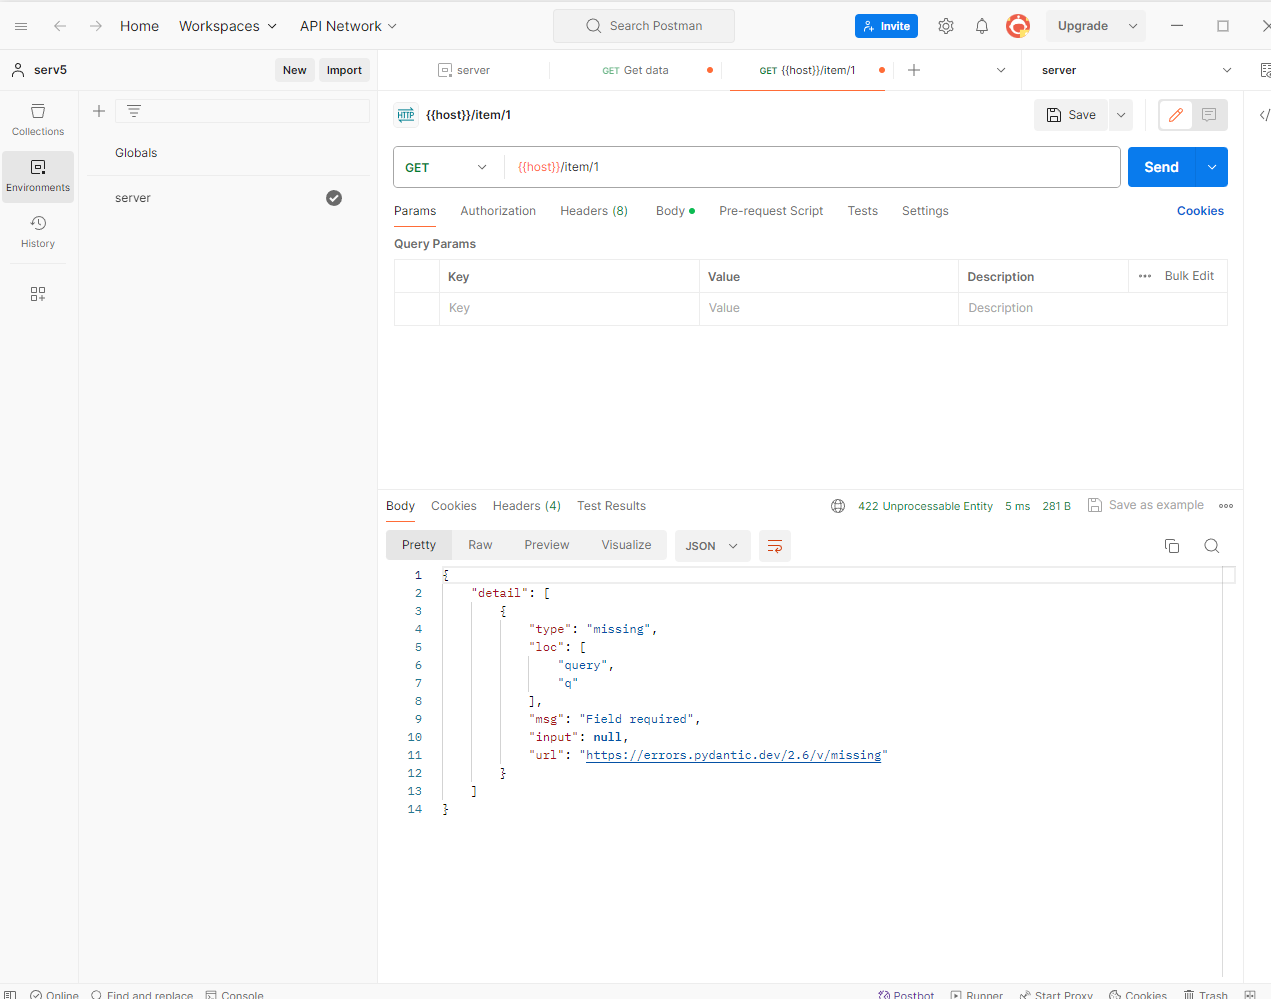 Home Workspaces API Network Search Postman Invite Upgrade
serv5 New Import server GET Get data GET {{host}}/item/1 server
Collections
Environments
History
Globals
server
HTTP {{host}}/item/1 Save
GET {{host}}/item/1 Send
Params Authorization Headers (8) Body Pre-request Script Tests Settings Cookies
Query Params
Key Value Description Bulk Edit
Key Value Description
Body Cookies Headers (4) Test Results 422 Unprocessable Entity 5 ms 281 B Save as example
Pretty Raw Preview Visualize JSON
1 {
2 "detail": [
3 {
4 "type": "missing",
5 "loc": [
6 "query",
7 "q"
8 ],
9 "msg": "Field required",
10 "input": null,
11 "url": "https://errors.pydantic.dev/2.6/v/missing"
12 }
13 ]
14 }
Online Find and replace Console Postbot Runner Start Proxy Cookies Trash